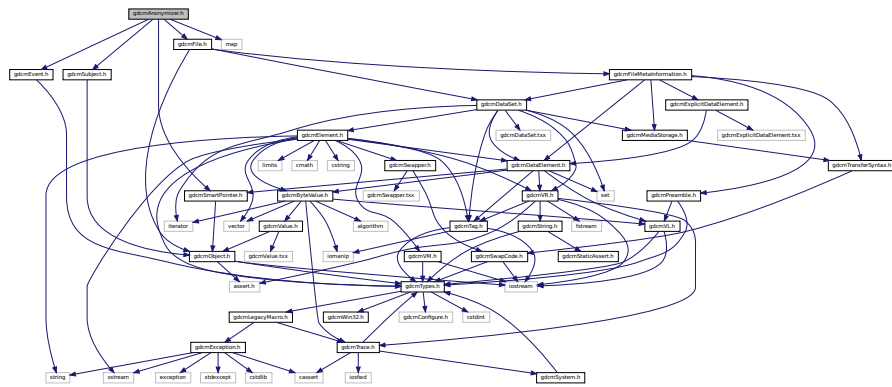 gdcmAnonymizer.h
gdcmFile.h
map
gdcmEvent.h
gdcmSubject.h
gdcmFileMetaInformation.h
gdcmDataSet.h
gdcmExplicitDataElement.h
gdcmElement.h
gdcmDataSet.txx
gdcmMediaStorage.h
gdcmExplicitDataElement.txx
limits
cmath
cstring
gdcmSwapper.h
gdcmDataElement.h
gdcmTransferSyntax.h
gdcmSmartPointer.h
gdcmByteValue.h
gdcmSwapper.txx
gdcmVR.h
set
gdcmPreamble.h
iterator
vector
gdcmValue.h
algorithm
gdcmTag.h
gdcmString.h
fstream
gdcmVL.h
gdcmObject.h
gdcmValue.txx
iomanip
gdcmVM.h
gdcmSwapCode.h
gdcmStaticAssert.h
assert.h
gdcmTypes.h
iostream
gdcmLegacyMacro.h
gdcmWin32.h
gdcmConfigure.h
cstdint
gdcmException.h
gdcmTrace.h
string
sstream
exception
stdexcept
cstdlib
cassert
iosfwd
gdcmSystem.h